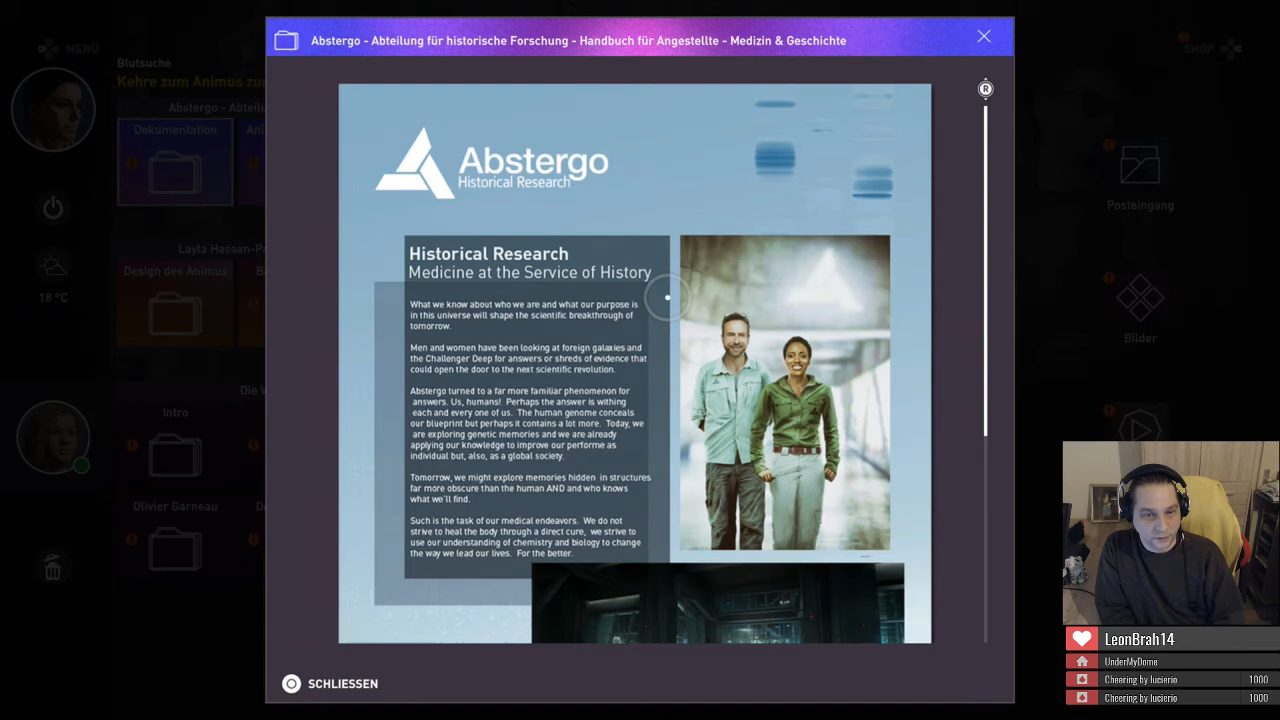 Abstergo - Abteilung für historische Forschung - Handbuch für Angestellte - Medizin & Geschichte
MENÜ
SHOP
Blutsuche
Kehre zum Animus zu
Abstergo - Abteilu
Dokumentation
Ani
R
Abstergo
Historical Research
Posteingang
18 °C
Layla Hassan-Pr
Design des Animus
Ba
Historical Research
Medicine at the Service of History
What we know about who we are and what our purpose is
in this universe will shape the scientific breakthrough of
tomorrow.
Men and women have been looking at foreign galaxies and
the Challenger Deep for answers or shreds of evidence that
could open the door to the next scientific revolution.
Abstergo turned to a far more familiar phenomenon for
answers. Us, humans! Perhaps the answer is withing
each and every one of us. The human genome conceals
our blueprint but perhaps it contains a lot more. Today, we
are exploring genetic memories and we are already
applying our knowledge to improve our performe as
individual but, also, as a global society.
Tomorrow, we might explore memories hidden in structures
far more obscure than the human AND and who knows
what we'll find.
Such is the task of our medical endeavors. We do not
strive to heal the body through a direct cure, we strive to
use our understanding of chemistry and biology to change
the way we lead our lives. For the better.
Bilder
Die V
Intro
Olivier Garneau
D
SCHLIESSEN
LeonBrah14
UnderMyDome
Cheering by lucierio 1000
Cheering by lucierio 1000